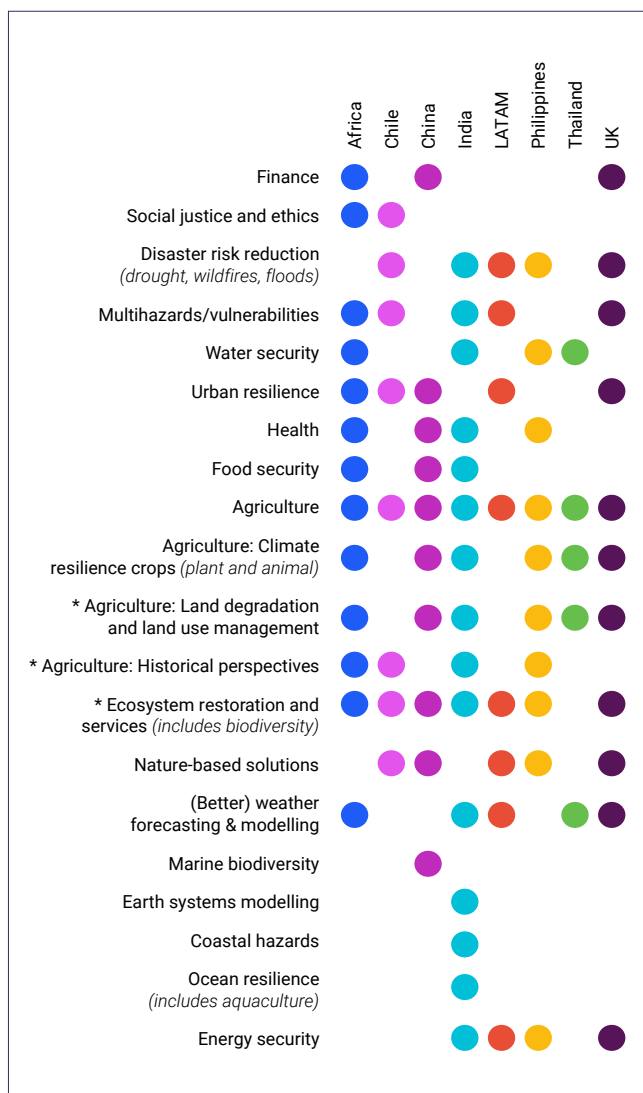 Africa
Chile
China
India
LATAM
Philippines
Thailand
UK
Finance
Social justice and ethics
Disaster risk reduction
(drought, wildfires, floods)
Multihazards/vulnerabilities
Water security
Urban resilience
Health
Food security
Agriculture
Agriculture: Climate
resilience crops (plant and animal)
* Agriculture: Land degradation
and land use management
* Agriculture: Historical perspectives
* Ecosystem restoration and
services (includes biodiversity)
Nature-based solutions
(Better) weather
forecasting & modelling
Marine biodiversity
Earth systems modelling
Coastal hazards
Ocean resilience
(includes aquaculture)
Energy security